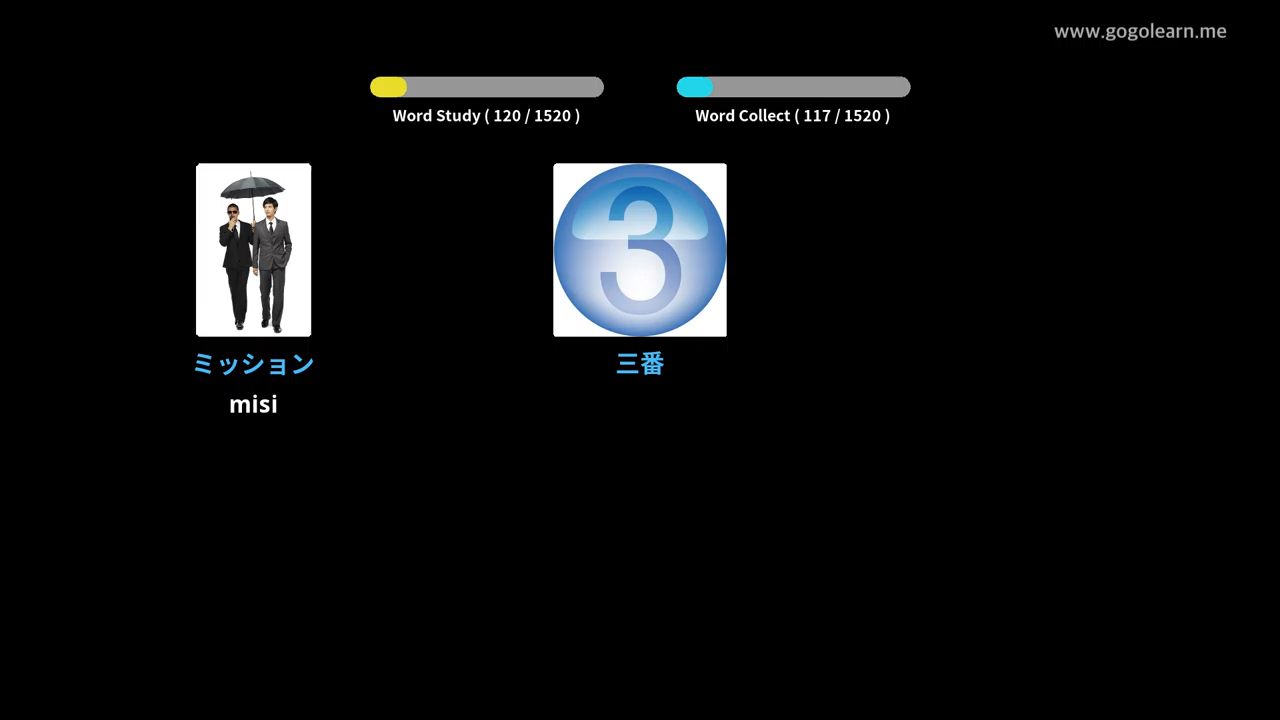 www.gogolearn.me
Word Study ( 120 / 1520 )
Word Collect ( 117 / 1520 )
3
ミッション
三番
misi